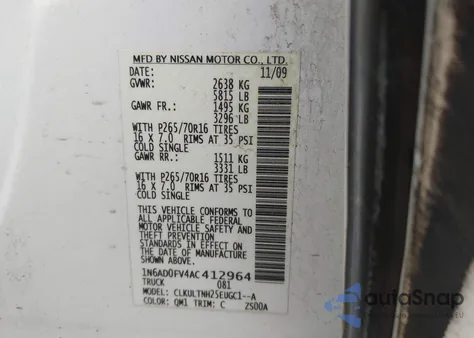 MFD BY NISSAN MOTOR CO., LTD.
DATE: 11/09
GVWR: 2638 KG
5815 LB
GAWR FR.: 1495 KG
3296 LB
WITH P265/70R16 TIRES
16 X 7.0 RIMS AT 35 PSI
COLD SINGLE
GAWR RR.: 1511 KG
3331 LB
WITH P265/70R16 TIRES
16 X 7.0 RIMS AT 35 PSI
COLD SINGLE
THIS VEHICLE CONFORMS TO
ALL APPLICABLE FEDERAL
MOTOR VEHICLE SAFETY AND
THEFT PREVENTION
STANDARDS IN EFFECT ON
THE DATE OF MANUFACTURE
SHOWN ABOVE.
1N6AD0FV4AC412964
TRUCK 081
MODEL: CLKULTNH25EUGC1--A
COLOR: QM1 TRIM: C ZS00A
AutoSnap